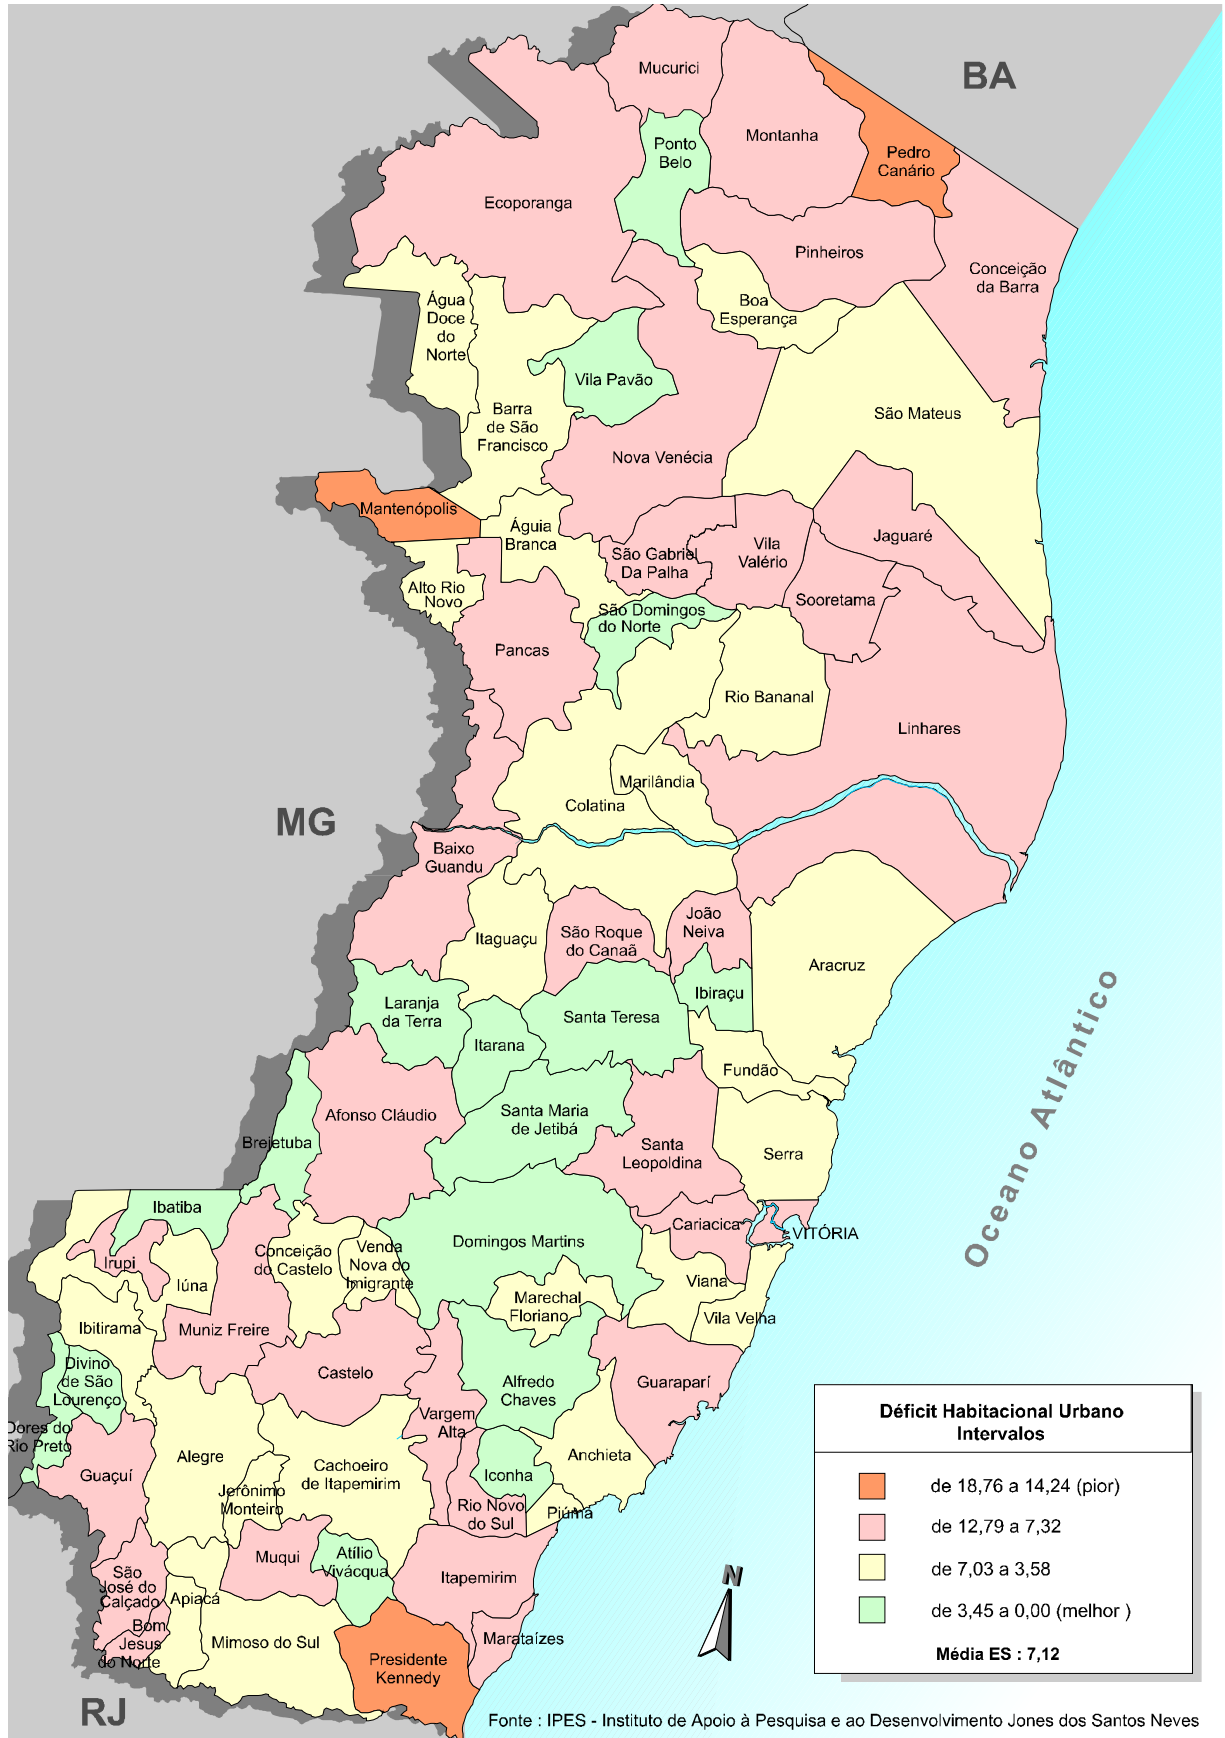 BA
Mucurici
Montanha
Ponto
Belo
Pedro
Canário
Ecoporanga
Pinheiros
Conceição
da Barra
Água
Doce
do
Norte
Boa
Esperança
Vila Pavão
Barra
de São
Francisco
São Mateus
Nova Venécia
Mantenópolis
Águia
Branca
São Gabriel
Da Palha
Vila
Valério
Jaguaré
Alto Rio
Novo
Sooretama
São Domingos
do Norte
Pancas
Rio Bananal
Linhares
Marilândia
Colatina
MG
Baixo
Guandu
João
Neiva
São Roque
do Canaã
Itaguaçu
Aracruz
Ibiraçu
Laranja
da Terra
Santa Teresa
Itarana
Fundão
Oceano Atlântico
Afonso Cláudio
Santa Maria
de Jetibá
Brejetuba
Santa
Leopoldina
Serra
Ibatiba
Cariacica
VITÓRIA
Domingos Martins
Conceição
do Castelo
Venda
Nova do
Imigrante
Irupi
Iúna
Viana
Marechal
Floriano
Vila Velha
Ibitirama
Muniz Freire
Divino
de São
Lourenço
Castelo
Alfredo
Chaves
Guaraparí
Vargem
Alta
Dores do
Rio Preto
Guaçuí
Alegre
Cachoeiro
de Itapemirim
Anchieta
Iconha
Jerônimo
Monteiro
Rio Novo
do Sul
Piúma
Muqui
Atílio
Vivácqua
Itapemirim
São
José do
Calçado
Apiacá
Bom
Jesus
do Norte
Mimoso do Sul
Marataízes
Presidente
Kennedy
RJ
Déficit Habitacional Urbano
Intervalos
de 18,76 a 14,24 (pior)
de 12,79 a 7,32
de 7,03 a 3,58
de 3,45 a 0,00 (melhor )
Média ES : 7,12
N
Fonte : IPES - Instituto de Apoio à Pesquisa e ao Desenvolvimento Jones dos Santos Neves